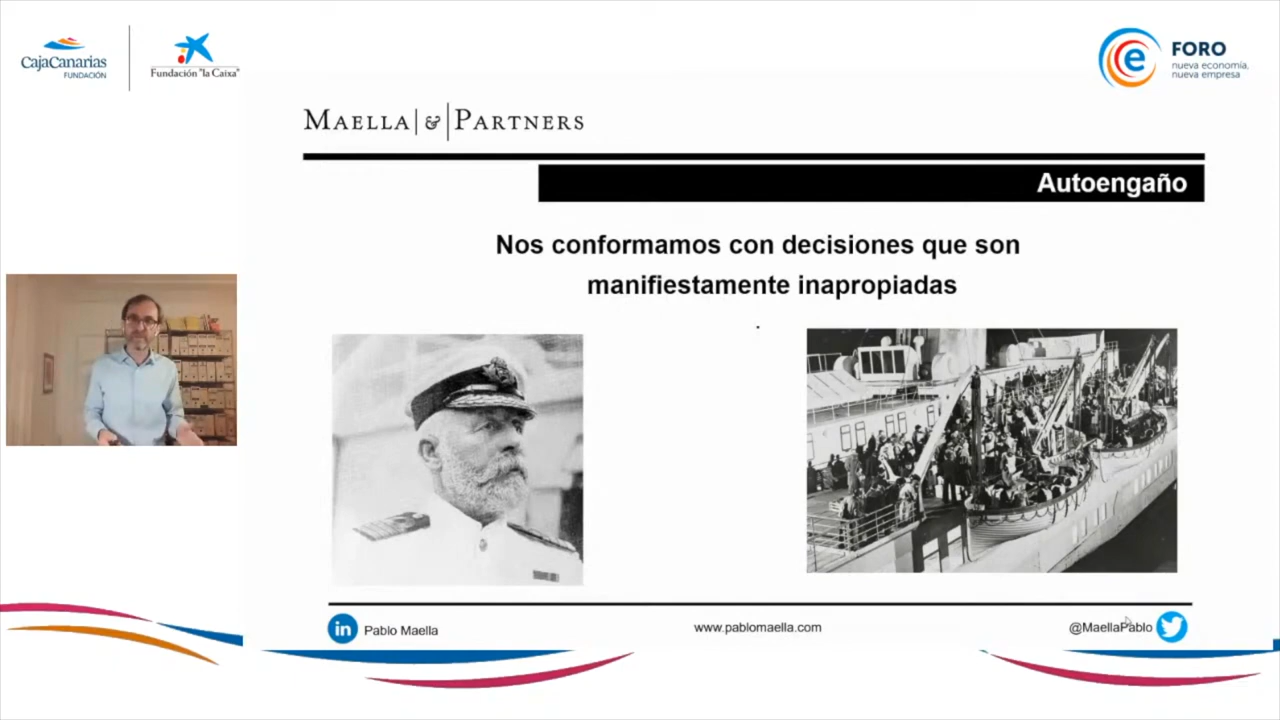 CajaCanarias
FUNDACIÓN
Fundación "la Caixa"
e
FORO
nueva economía,
nueva empresa
MAELLA & PARTNERS
Autoengaño
Nos conformamos con decisiones que son
manifiestamente inapropiadas
.
in
Pablo Maella
www.pablomaella.com
@MaellaPablo